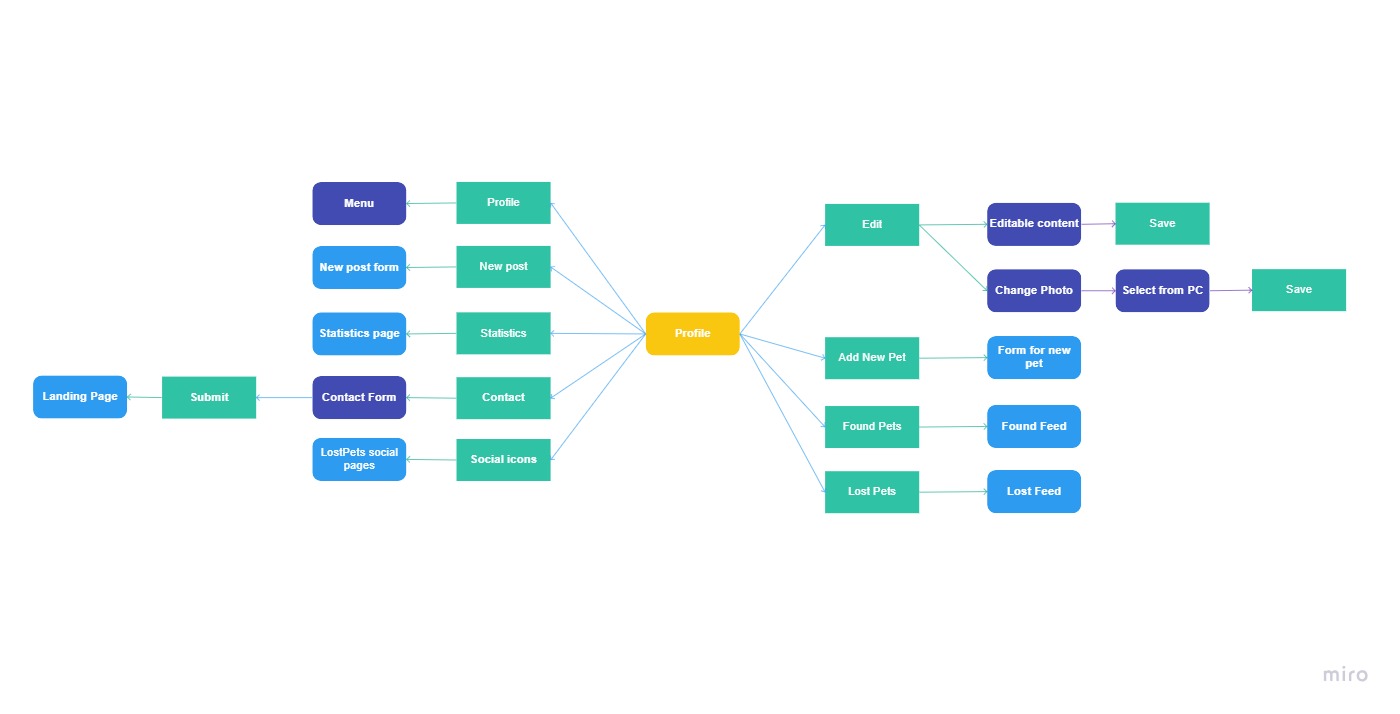 Menu
Profile
New post form
New post
Statistics page
Statistics
Landing Page
Submit
Contact Form
Contact
LostPets social
pages
Social icons
Profile
Edit
Editable content
Save
Change Photo
Select from PC
Save
Add New Pet
Form for new
pet
Found Pets
Found Feed
Lost Pets
Lost Feed
miro